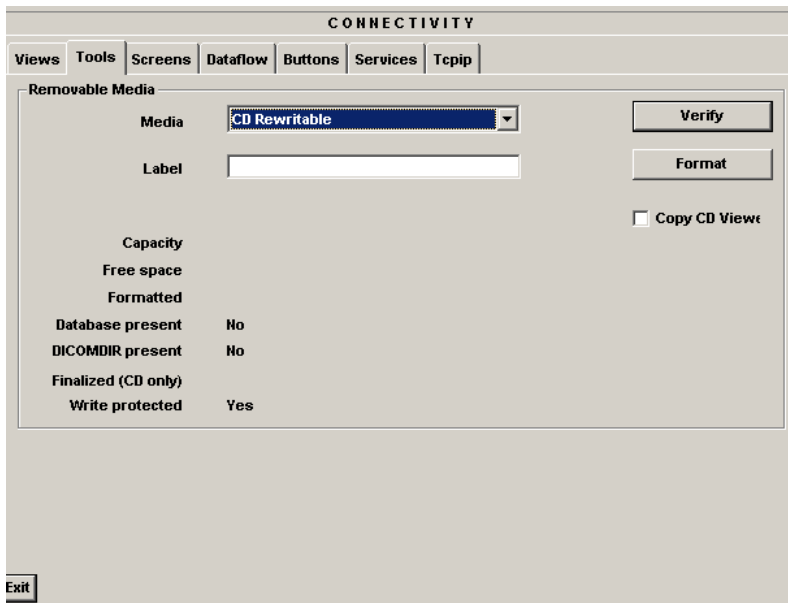 CONNECTIVITY
Views Tools Screens Dataflow Buttons Services Tcpip
Removable Media
Media CD Rewritable Verify
Label Format
Copy CD Viewe
Capacity
Free space
Formatted
Database present No
DICOMDIR present No
Finalized (CD only)
Write protected Yes
Exit